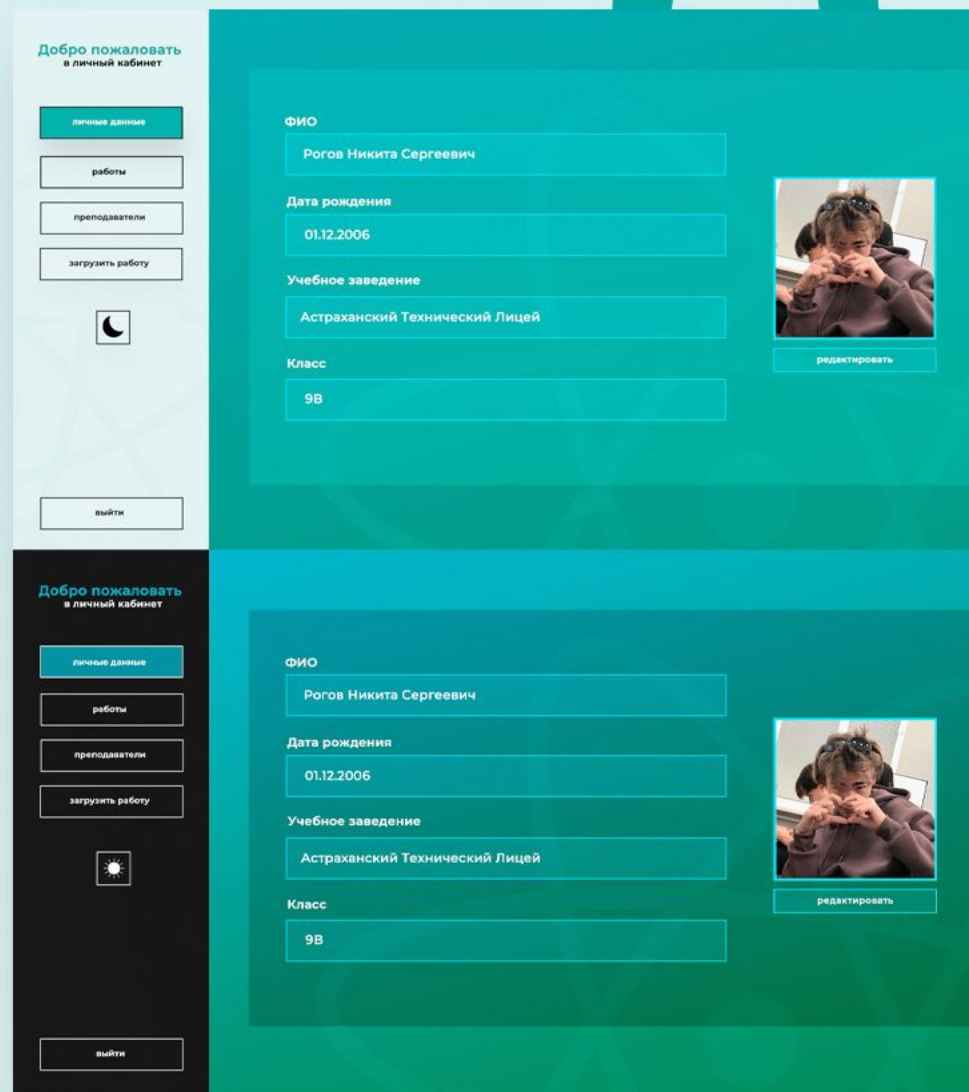 Добро пожаловать
в личный кабинет
личные данные
работы
преподаватели
загрузить работу
выйти
ФИО
Рогов Никита Сергеевич
Дата рождения
01.12.2006
Учебное заведение
Астраханский Технический Лицей
Класс
9В
редактировать
Добро пожаловать
в личный кабинет
личные данные
работы
преподаватели
загрузить работу
выйти
ФИО
Рогов Никита Сергеевич
Дата рождения
01.12.2006
Учебное заведение
Астраханский Технический Лицей
Класс
9В
редактировать